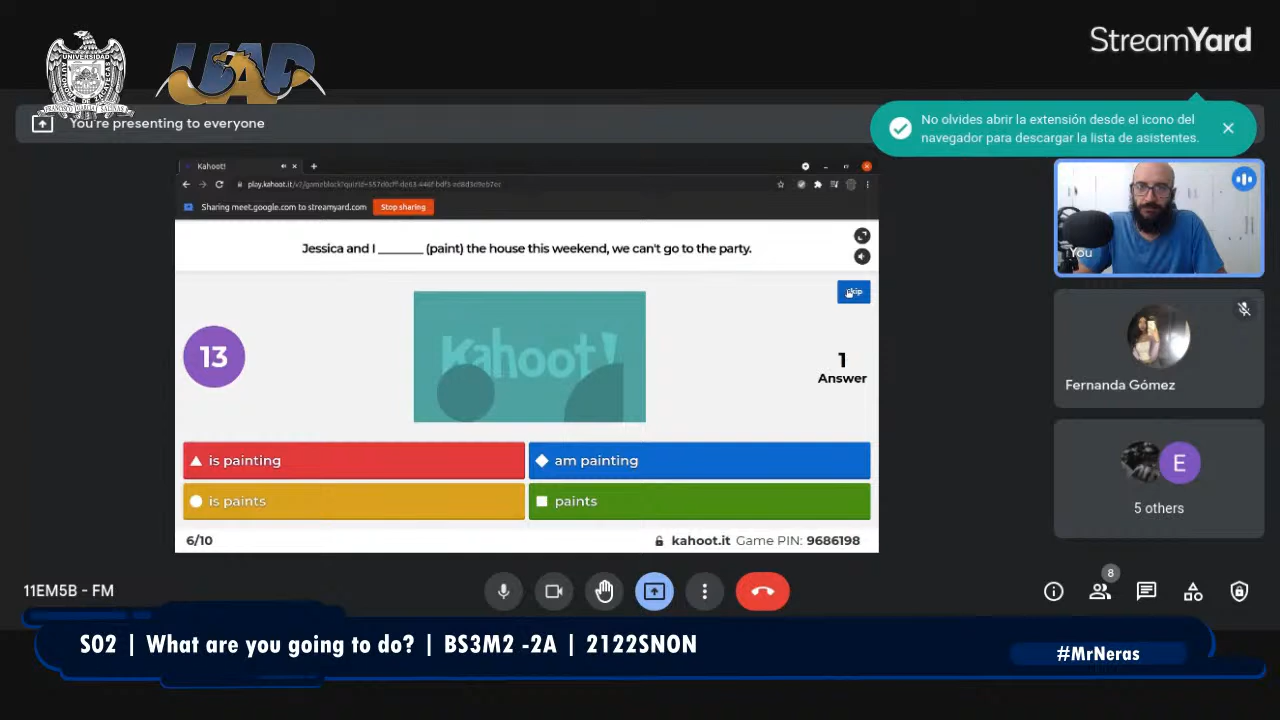 StreamYard
UNIVERSIDAD
UAP
You're presenting to everyone
No olvides abrir la extensión desde el icono del
navegador para descargar la lista de asistentes.
Kahoot!
Sharing meet.google.com to streamyard.com
Stop sharing
Jessica and I _______ (paint) the house this weekend, we can't go to the party.
skip
13
Kahoot!
1
Answer
is painting
am painting
is paints
paints
6/10
kahoot.it Game PIN: 9686198
You
Fernanda Gómez
E
5 others
11EM5B - FM
8
S02 | What are you going to do? | BS3M2 -2A | 2122SNON
#MrNeras